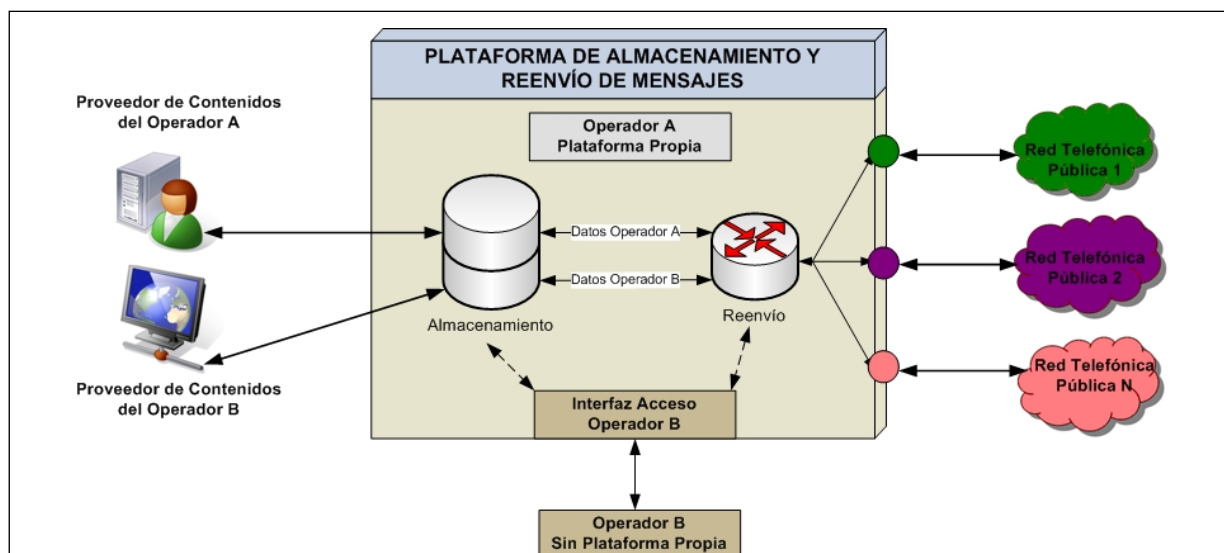 PLATAFORMA DE ALMACENAMIENTO Y
REENVÍO DE MENSAJES
Proveedor de Contenidos
del Operador A
Operador A
Plataforma Propia
Red Telefónica
Pública 1
Datos Operador A
Red Telefónica
Pública 2
Datos Operador B
Almacenamiento
Reenvío
Red Telefónica
Pública N
Proveedor de Contenidos
del Operador B
Interfaz Acceso
Operador B
Operador B
Sin Plataforma Propia